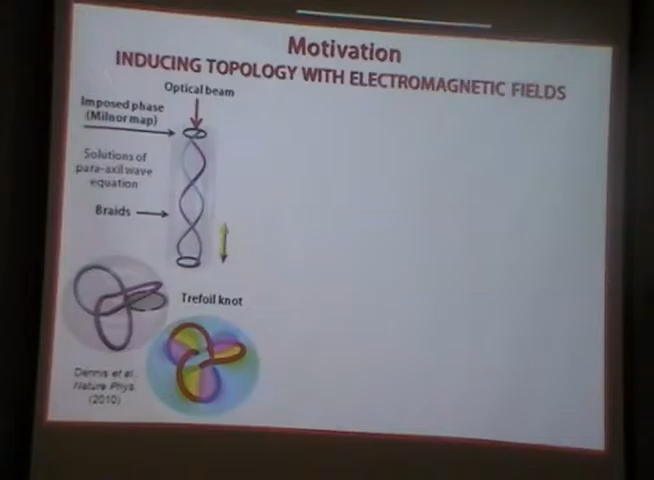 Motivation
INDUCING TOPOLOGY WITH ELECTROMAGNETIC FIELDS
Optical beam
Imposed phase
(Milnor map)
Solutions of
para-axil wave
equation
Braids
Trefoil knot
Dennis et al.
Nature Phys.
(2010)